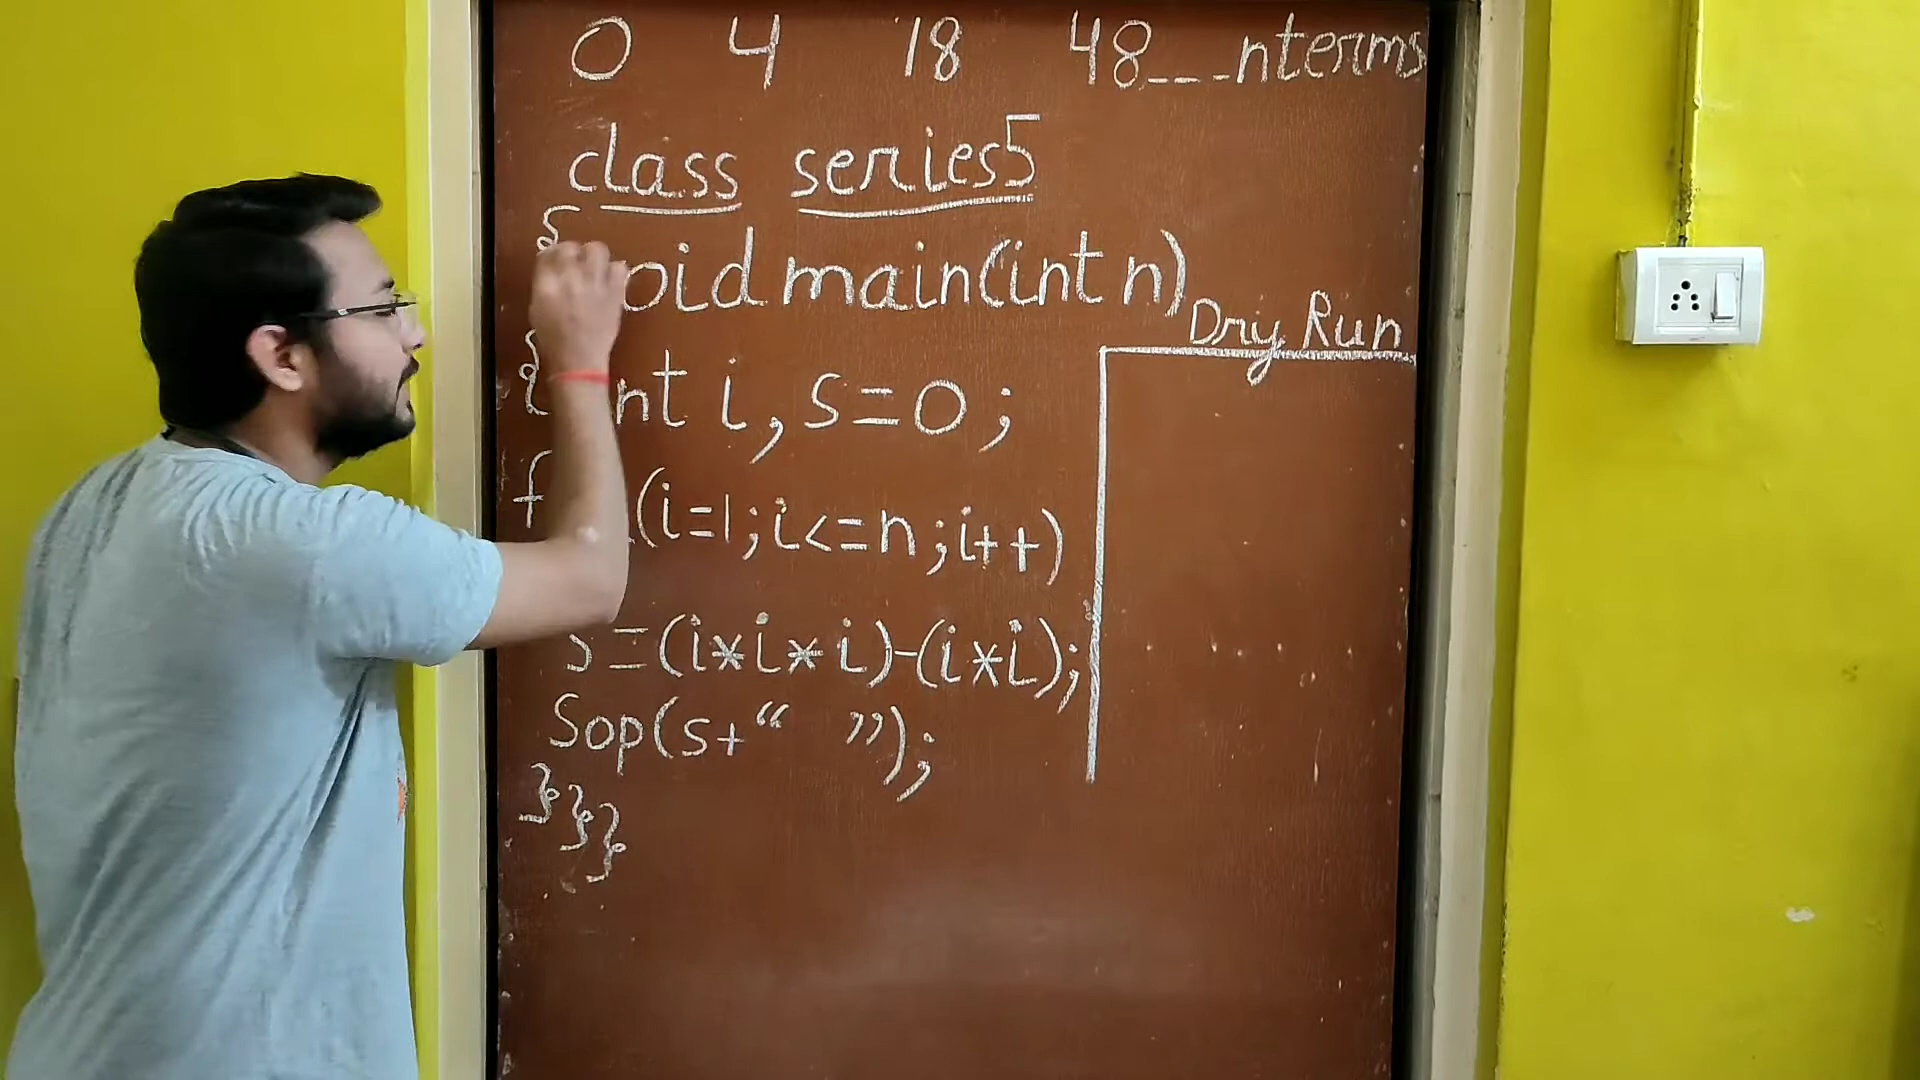 0 4 18 48---nterms
class series5
{
oid main(int n)
Dry Run
{ nt i, s=0;
f (i=1;i<=n;i++)
s=(i*i*i)-(i*i);
Sop(s+“ ”);
}}}